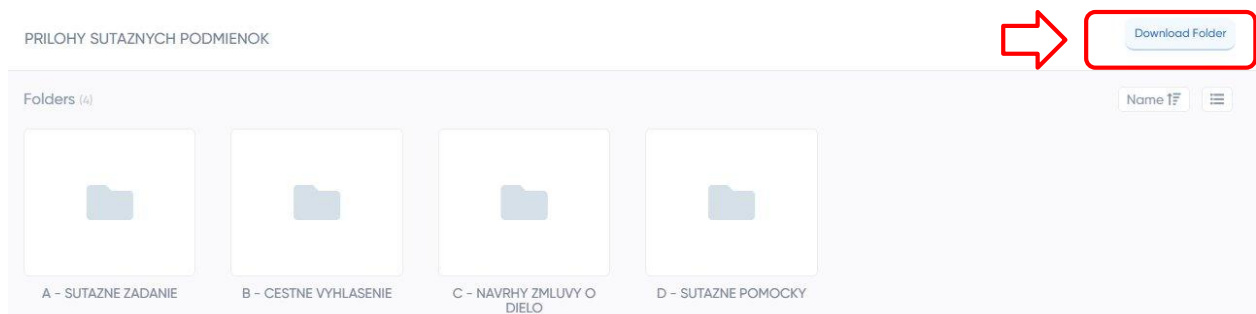 PRILOHY SUTAZNYCH PODMIENOK
Download Folder
Folders (4)
Name
A - SUTAZNE ZADANIE
B - CESTNE VYHLASENIE
C - NAVRHY ZMLUVY O
DIELO
D - SUTAZNE POMOCKY